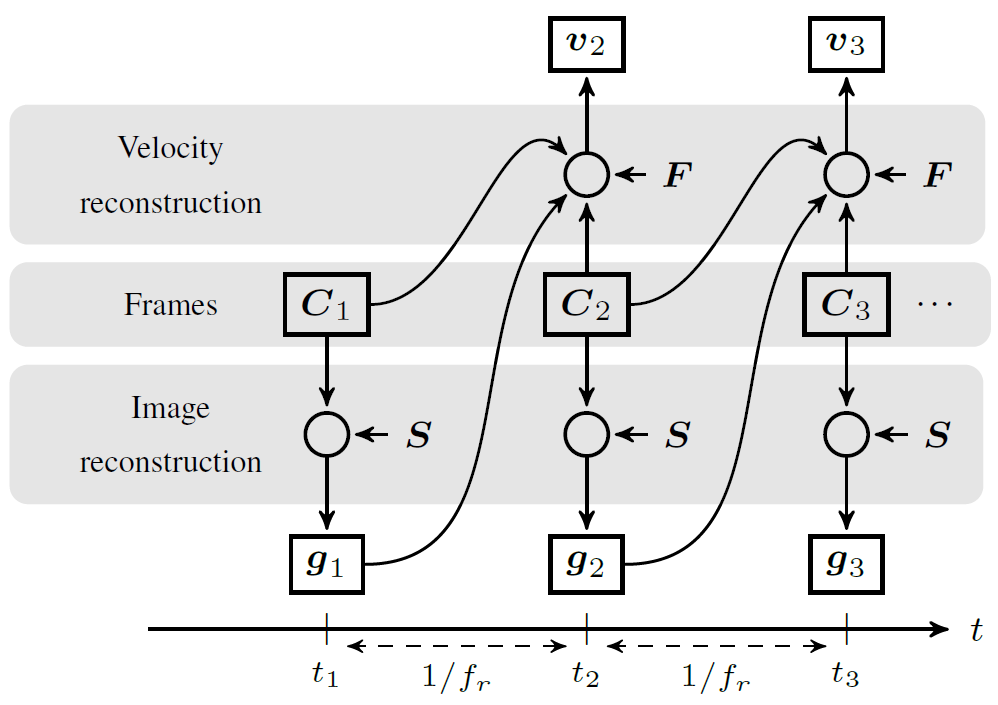 v2 v3
Velocity
reconstruction
F F
Frames
C1 C2 C3 ···
Image
reconstruction
S S S
g1 g2 g3
t
t1 1/fr t2 1/fr t3